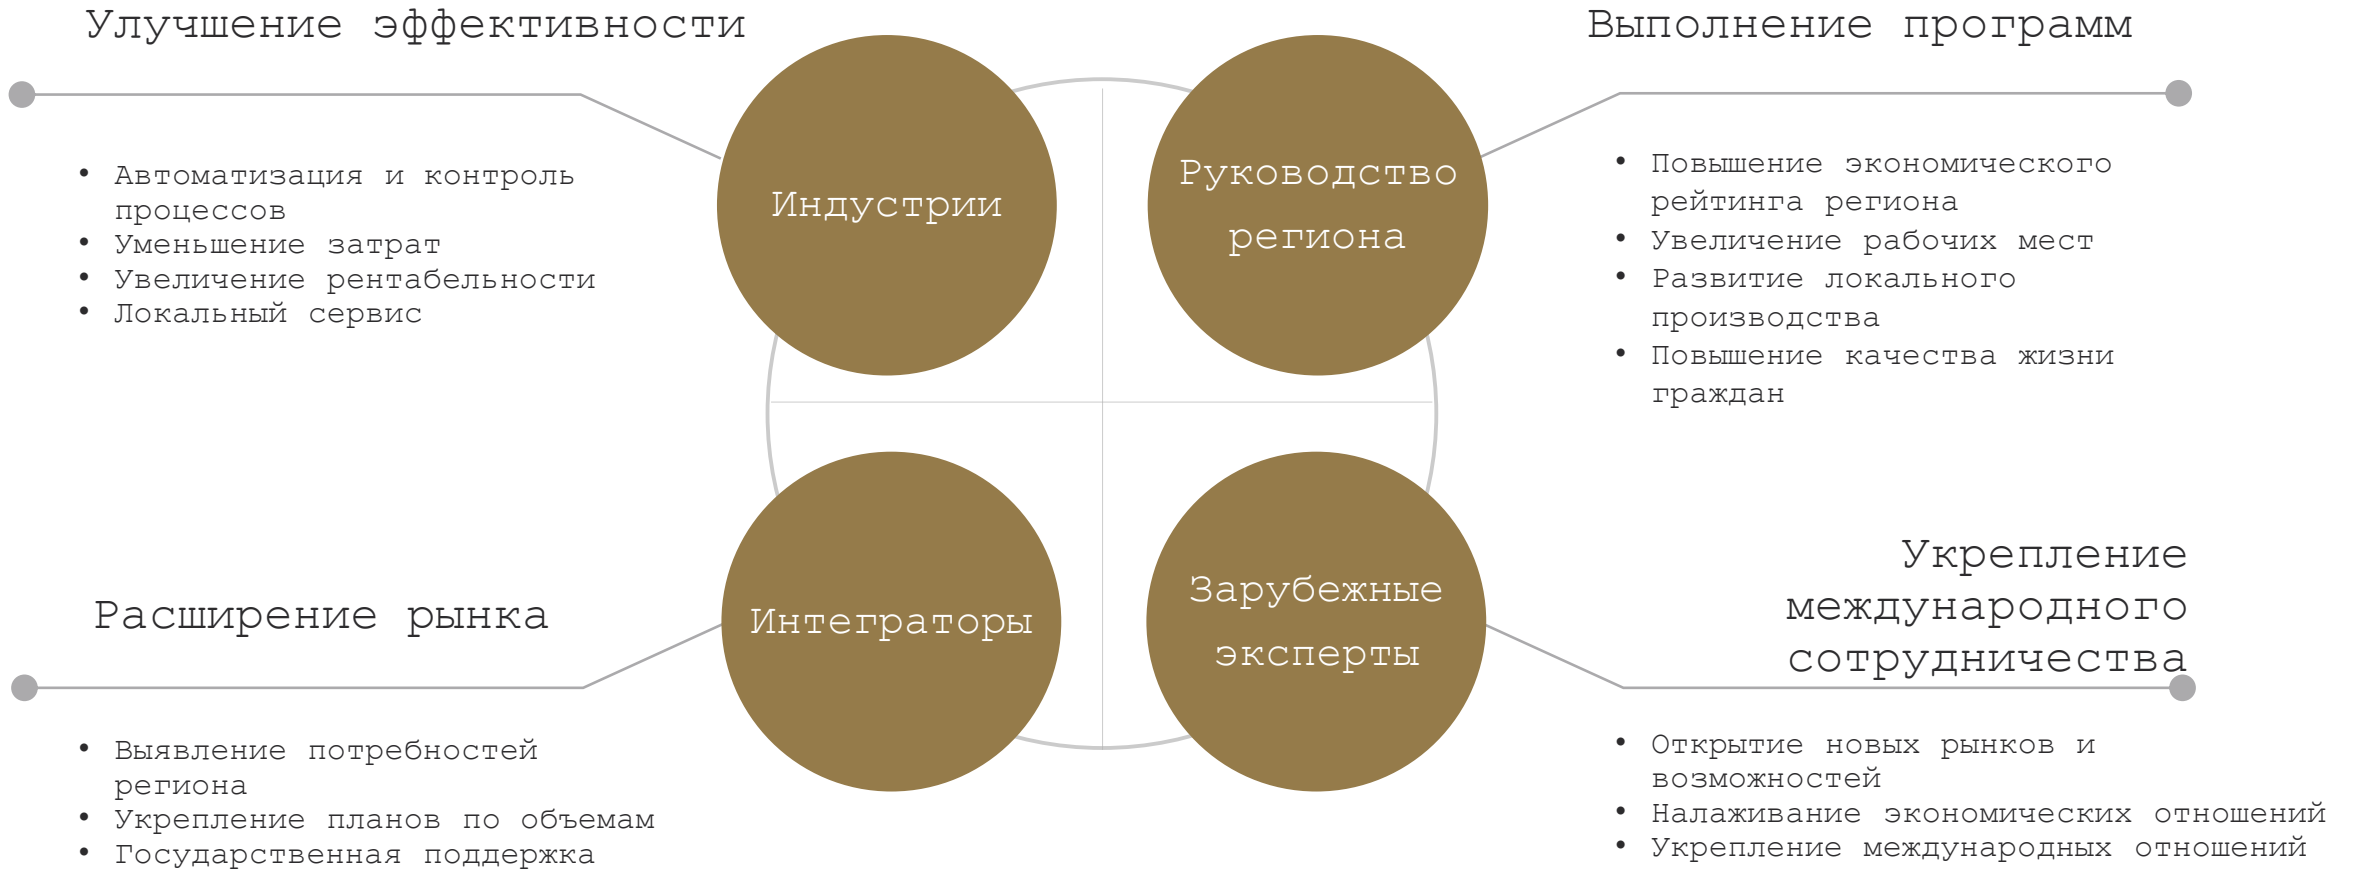 Улучшение эффективности
• Автоматизация и контроль
процессов
• Уменьшение затрат
• Увеличение рентабельности
• Локальный сервис
Индустрии
Руководство
региона
Выполнение программ
• Повышение экономического
рейтинга региона
• Увеличение рабочих мест
• Развитие локального
производства
• Повышение качества жизни
граждан
Расширение рынка
• Выявление потребностей
региона
• Укрепление планов по объемам
• Государственная поддержка
Интеграторы
Зарубежные
эксперты
Укрепление
международного
сотрудничества
• Открытие новых рынков и
возможностей
• Налаживание экономических отношений
• Укрепление международных отношений